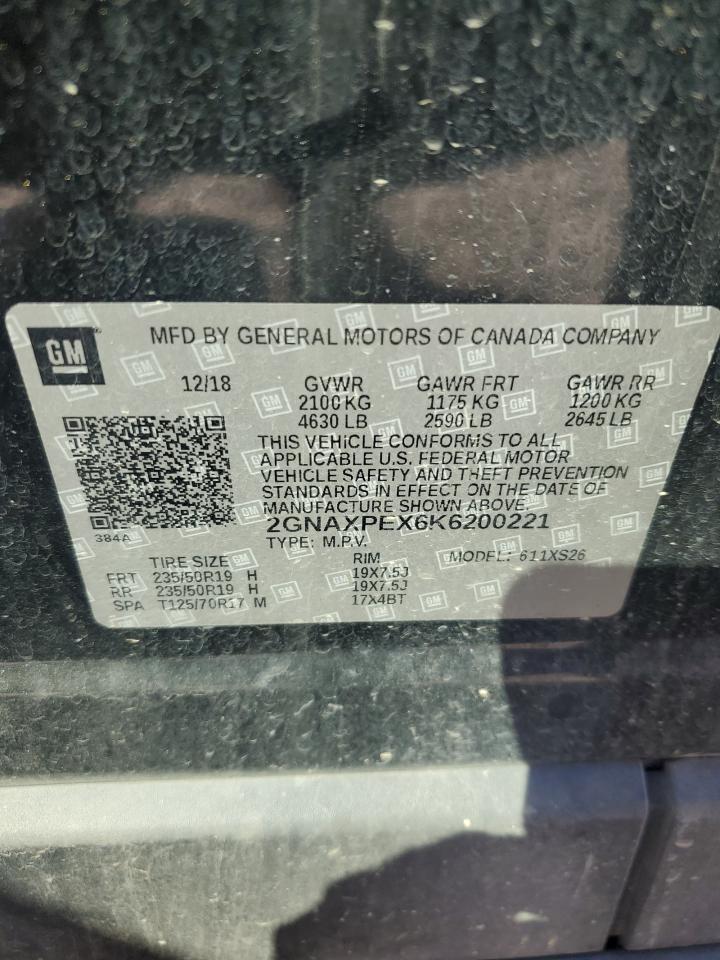 GM MFD BY GENERAL MOTORS OF CANADA COMPANY
12/18 GVWR GAWR FRT GAWR RR
2100 KG 1175 KG 1200 KG
4630 LB 2590 LB 2645 LB
THIS VEHICLE CONFORMS TO ALL
APPLICABLE U.S. FEDERAL MOTOR
VEHICLE SAFETY AND THEFT PREVENTION
STANDARDS IN EFFECT ON THE DATE OF
MANUFACTURE SHOWN ABOVE.
2GNAXPEX6K6200221
384A TYPE: M.P.V.
TIRE SIZE RIM MODEL: 611XS26
FRT 235/50R19 H 19X7.5J
RR 235/50R19 H 19X7.5J
SPA T125/70R17 M 17X4BT